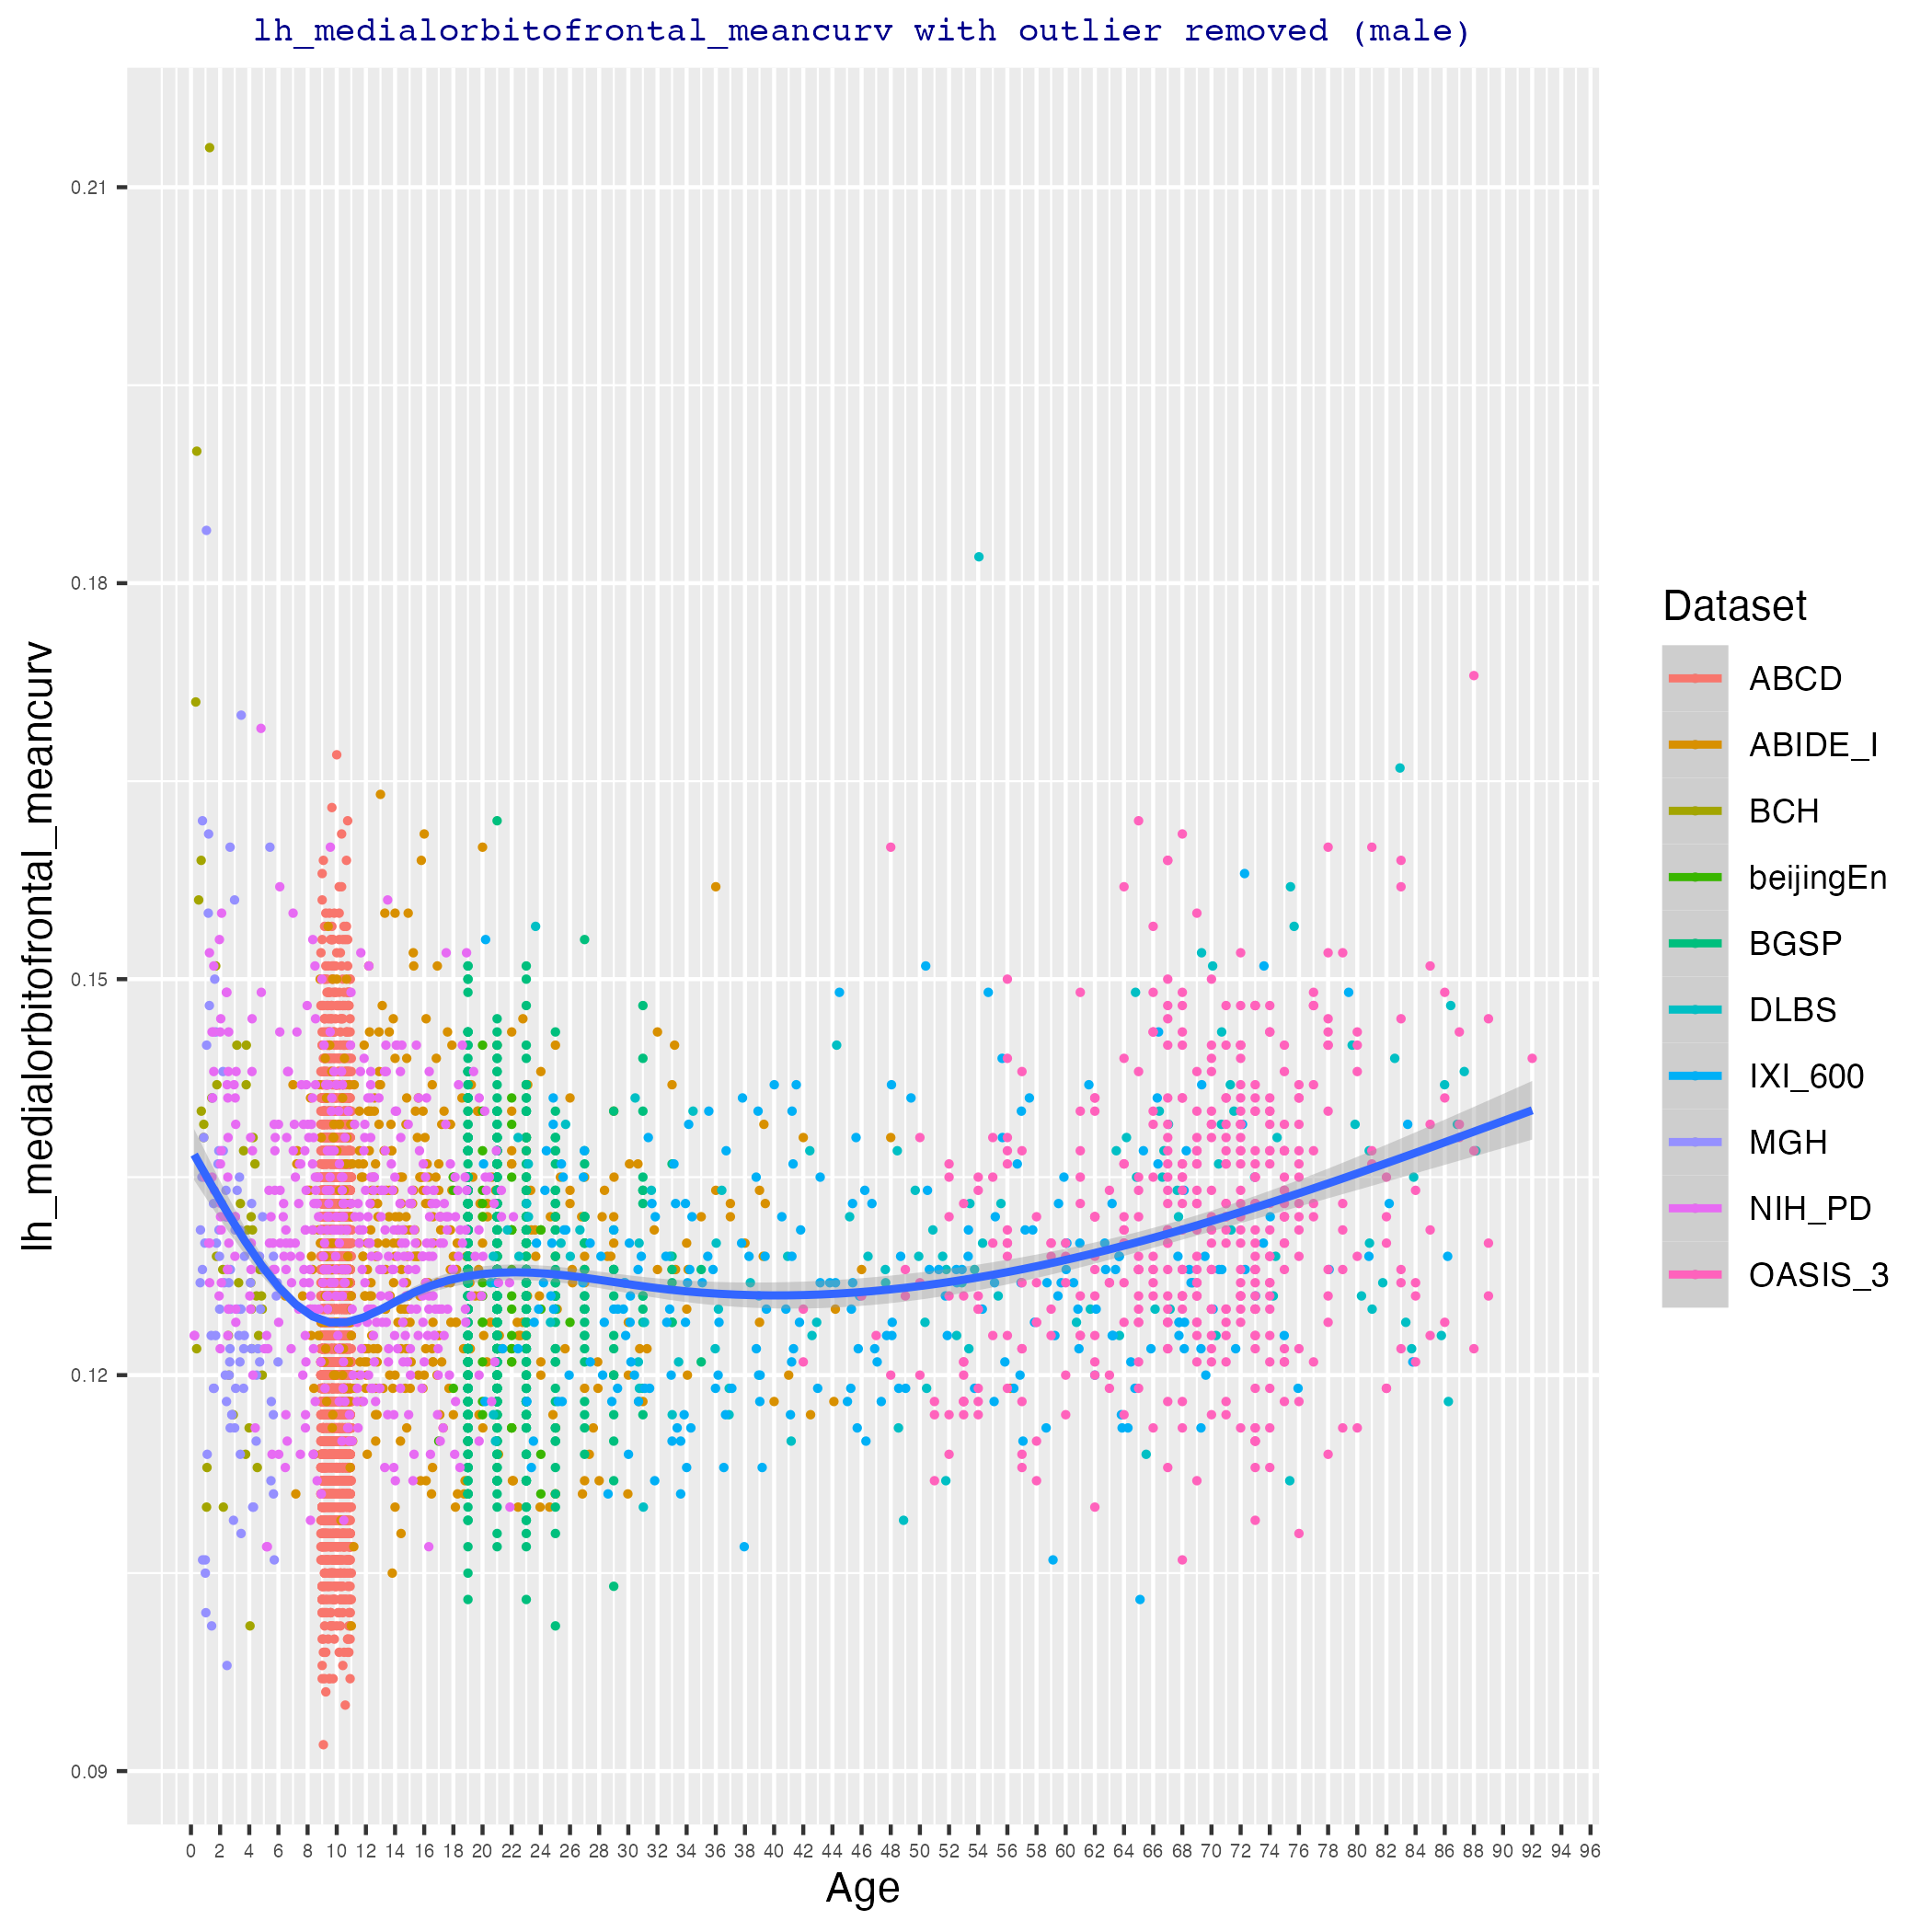 lh_medialorbitofrontal_meancurv with outlier removed (male)
lh_medialorbitofrontal_meancurv
0.21
0.18
0.15
0.12
0.09
0 2 4 6 8 10 12 14 16 18 20 22 24 26 28 30 32 34 36 38 40 42 44 46 48 50 52 54 56 58 60 62 64 66 68 70 72 74 76 78 80 82 84 86 88 90 92 94 96
Age
Dataset
ABCD
ABIDE_I
BCH
beijingEn
BGSP
DLBS
IXI_600
MGH
NIH_PD
OASIS_3